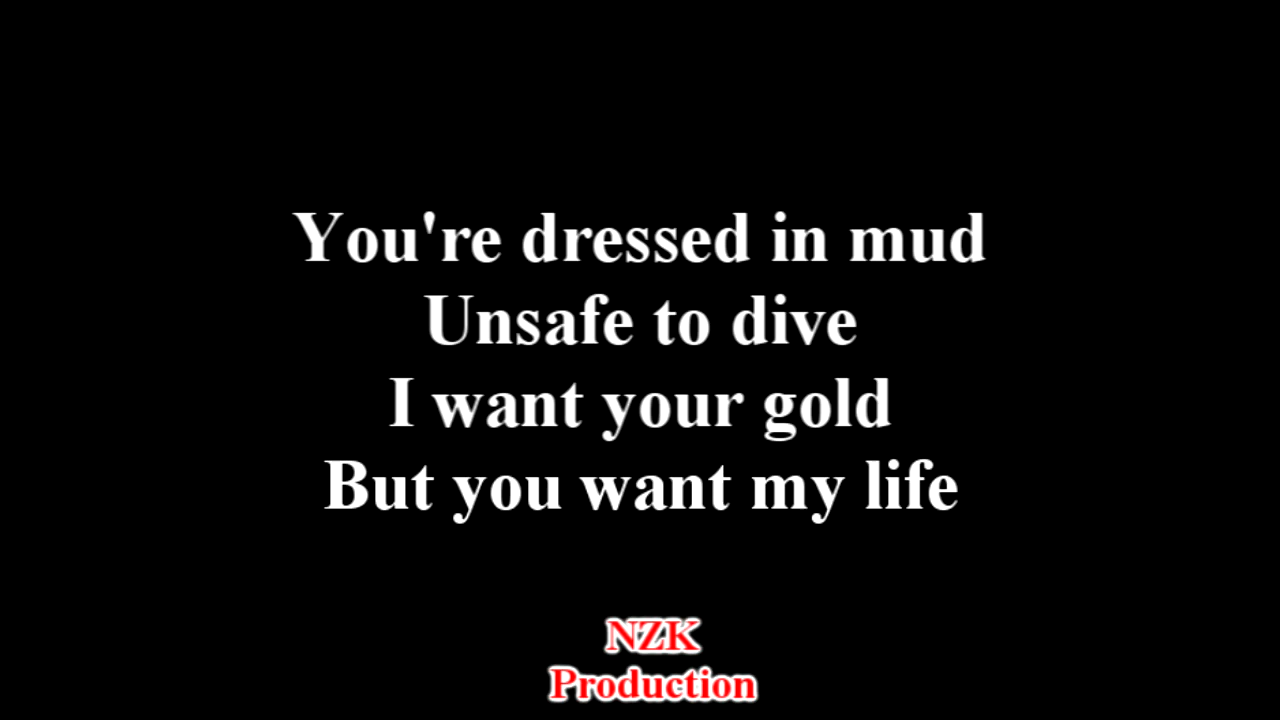 You're dressed in mud
Unsafe to dive
I want your gold
But you want my life
NZK
Production